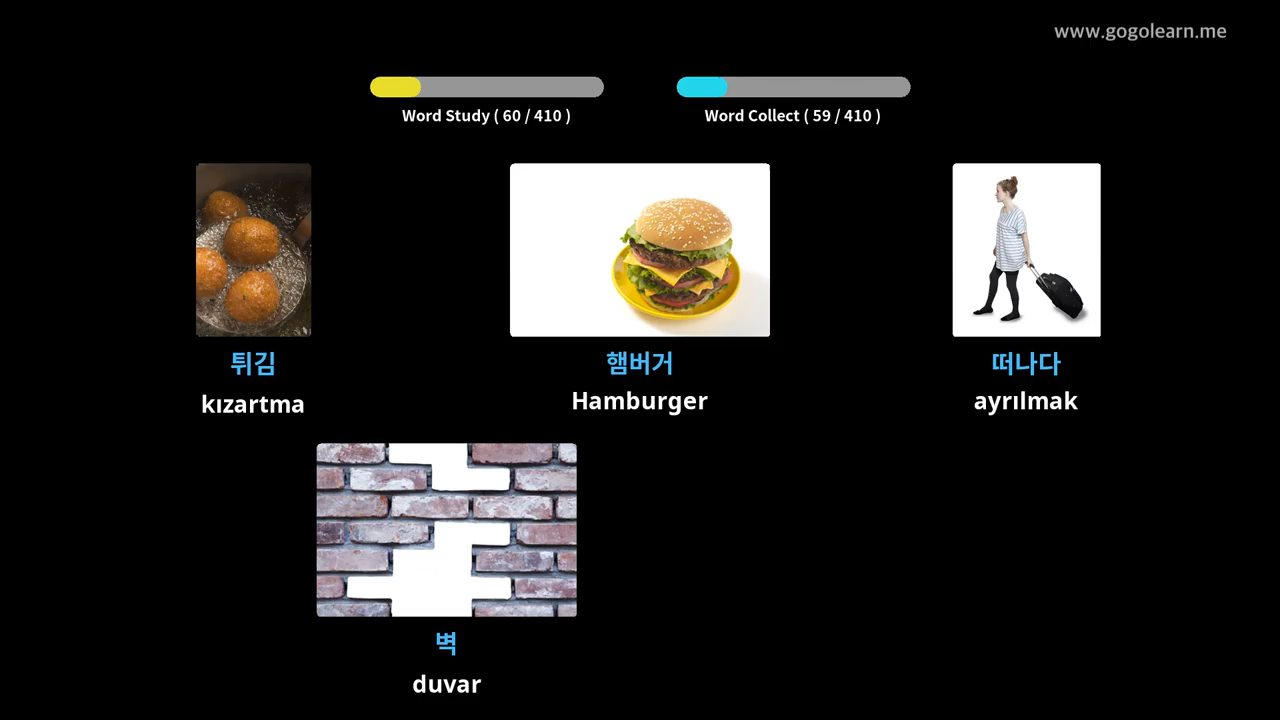 www.gogolearn.me
Word Study ( 60 / 410 )
Word Collect ( 59 / 410 )
튀김
kızartma
햄버거
Hamburger
떠나다
ayrılmak
벽
duvar